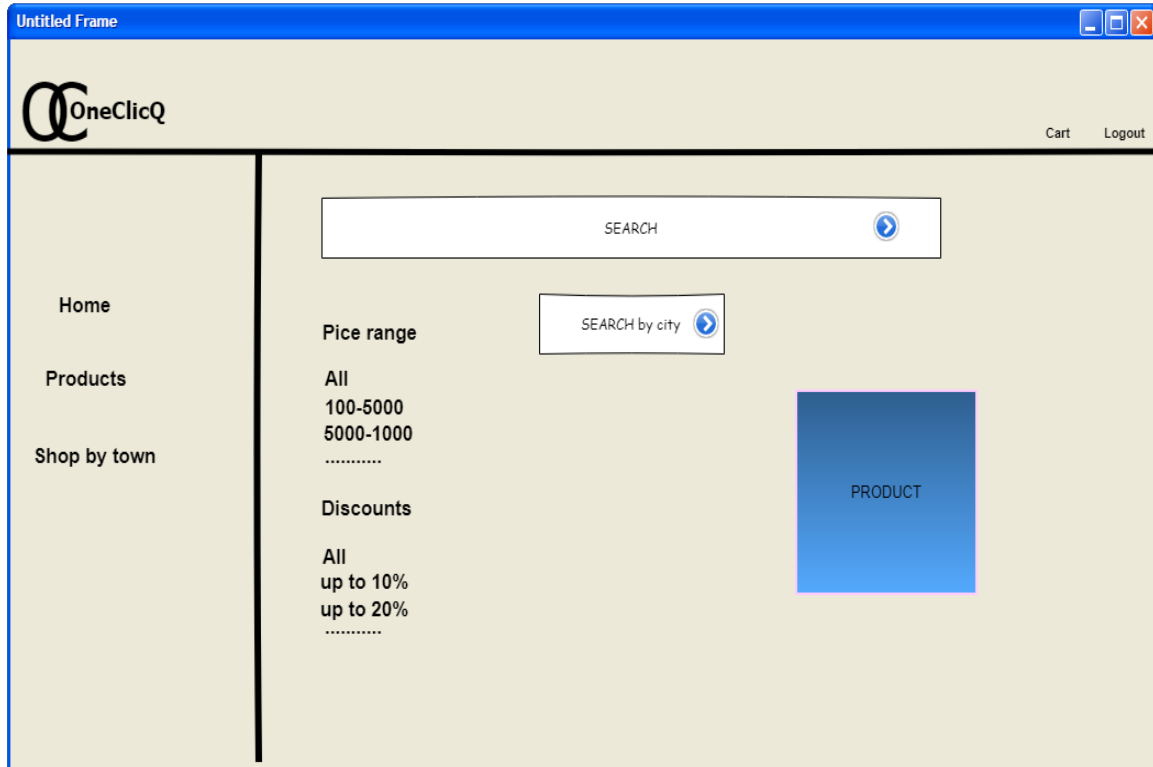 Untitled Frame
OC OneClicQ
Cart Logout
SEARCH
Home
SEARCH by city
Pice range
Products
All
100-5000
5000-1000
...........
Shop by town
PRODUCT
Discounts
All
up to 10%
up to 20%
...........